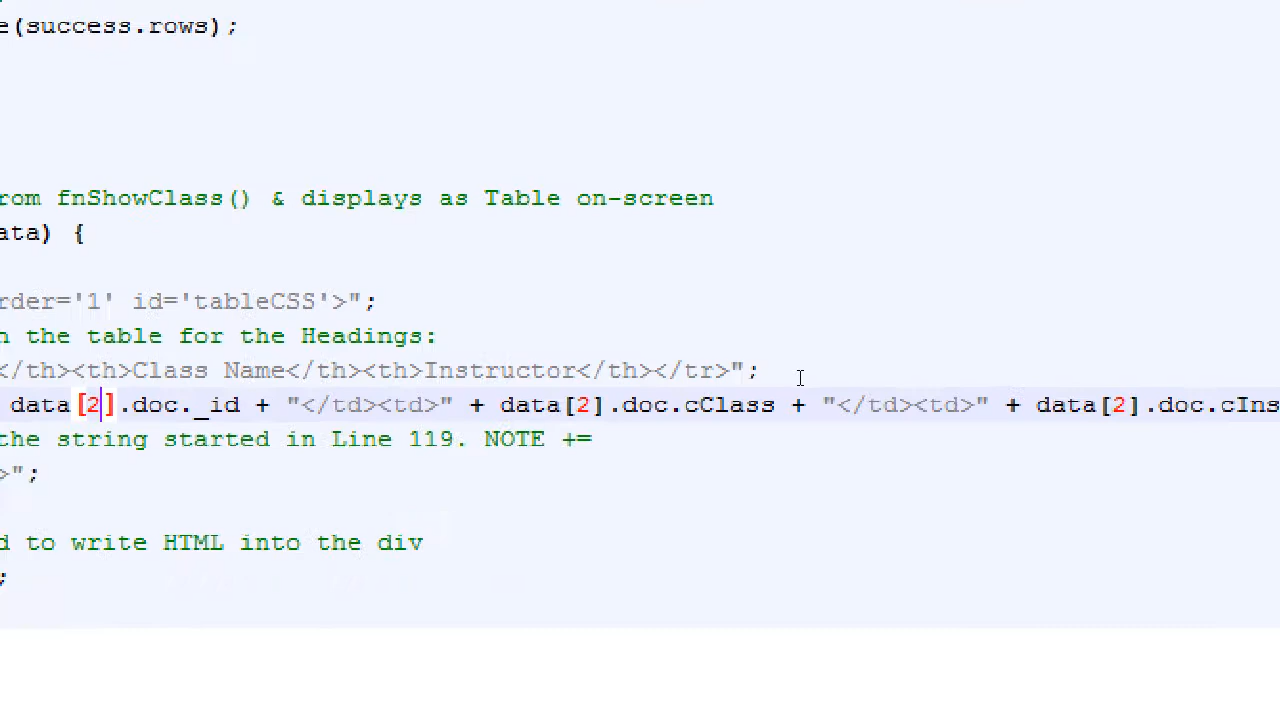 e(success.rows);
rom fnShowClass() & displays as Table on-screen
ata) {
rder='1' id='tableCSS'>";
n the table for the Headings:
</th><th>Class Name</th><th>Instructor</th></tr>";
data[2].doc._id + "</td><td>" + data[2].doc.cClass + "</td><td>" + data[2].doc.cIns
the string started in Line 119. NOTE +=
>";
d to write HTML into the div
;